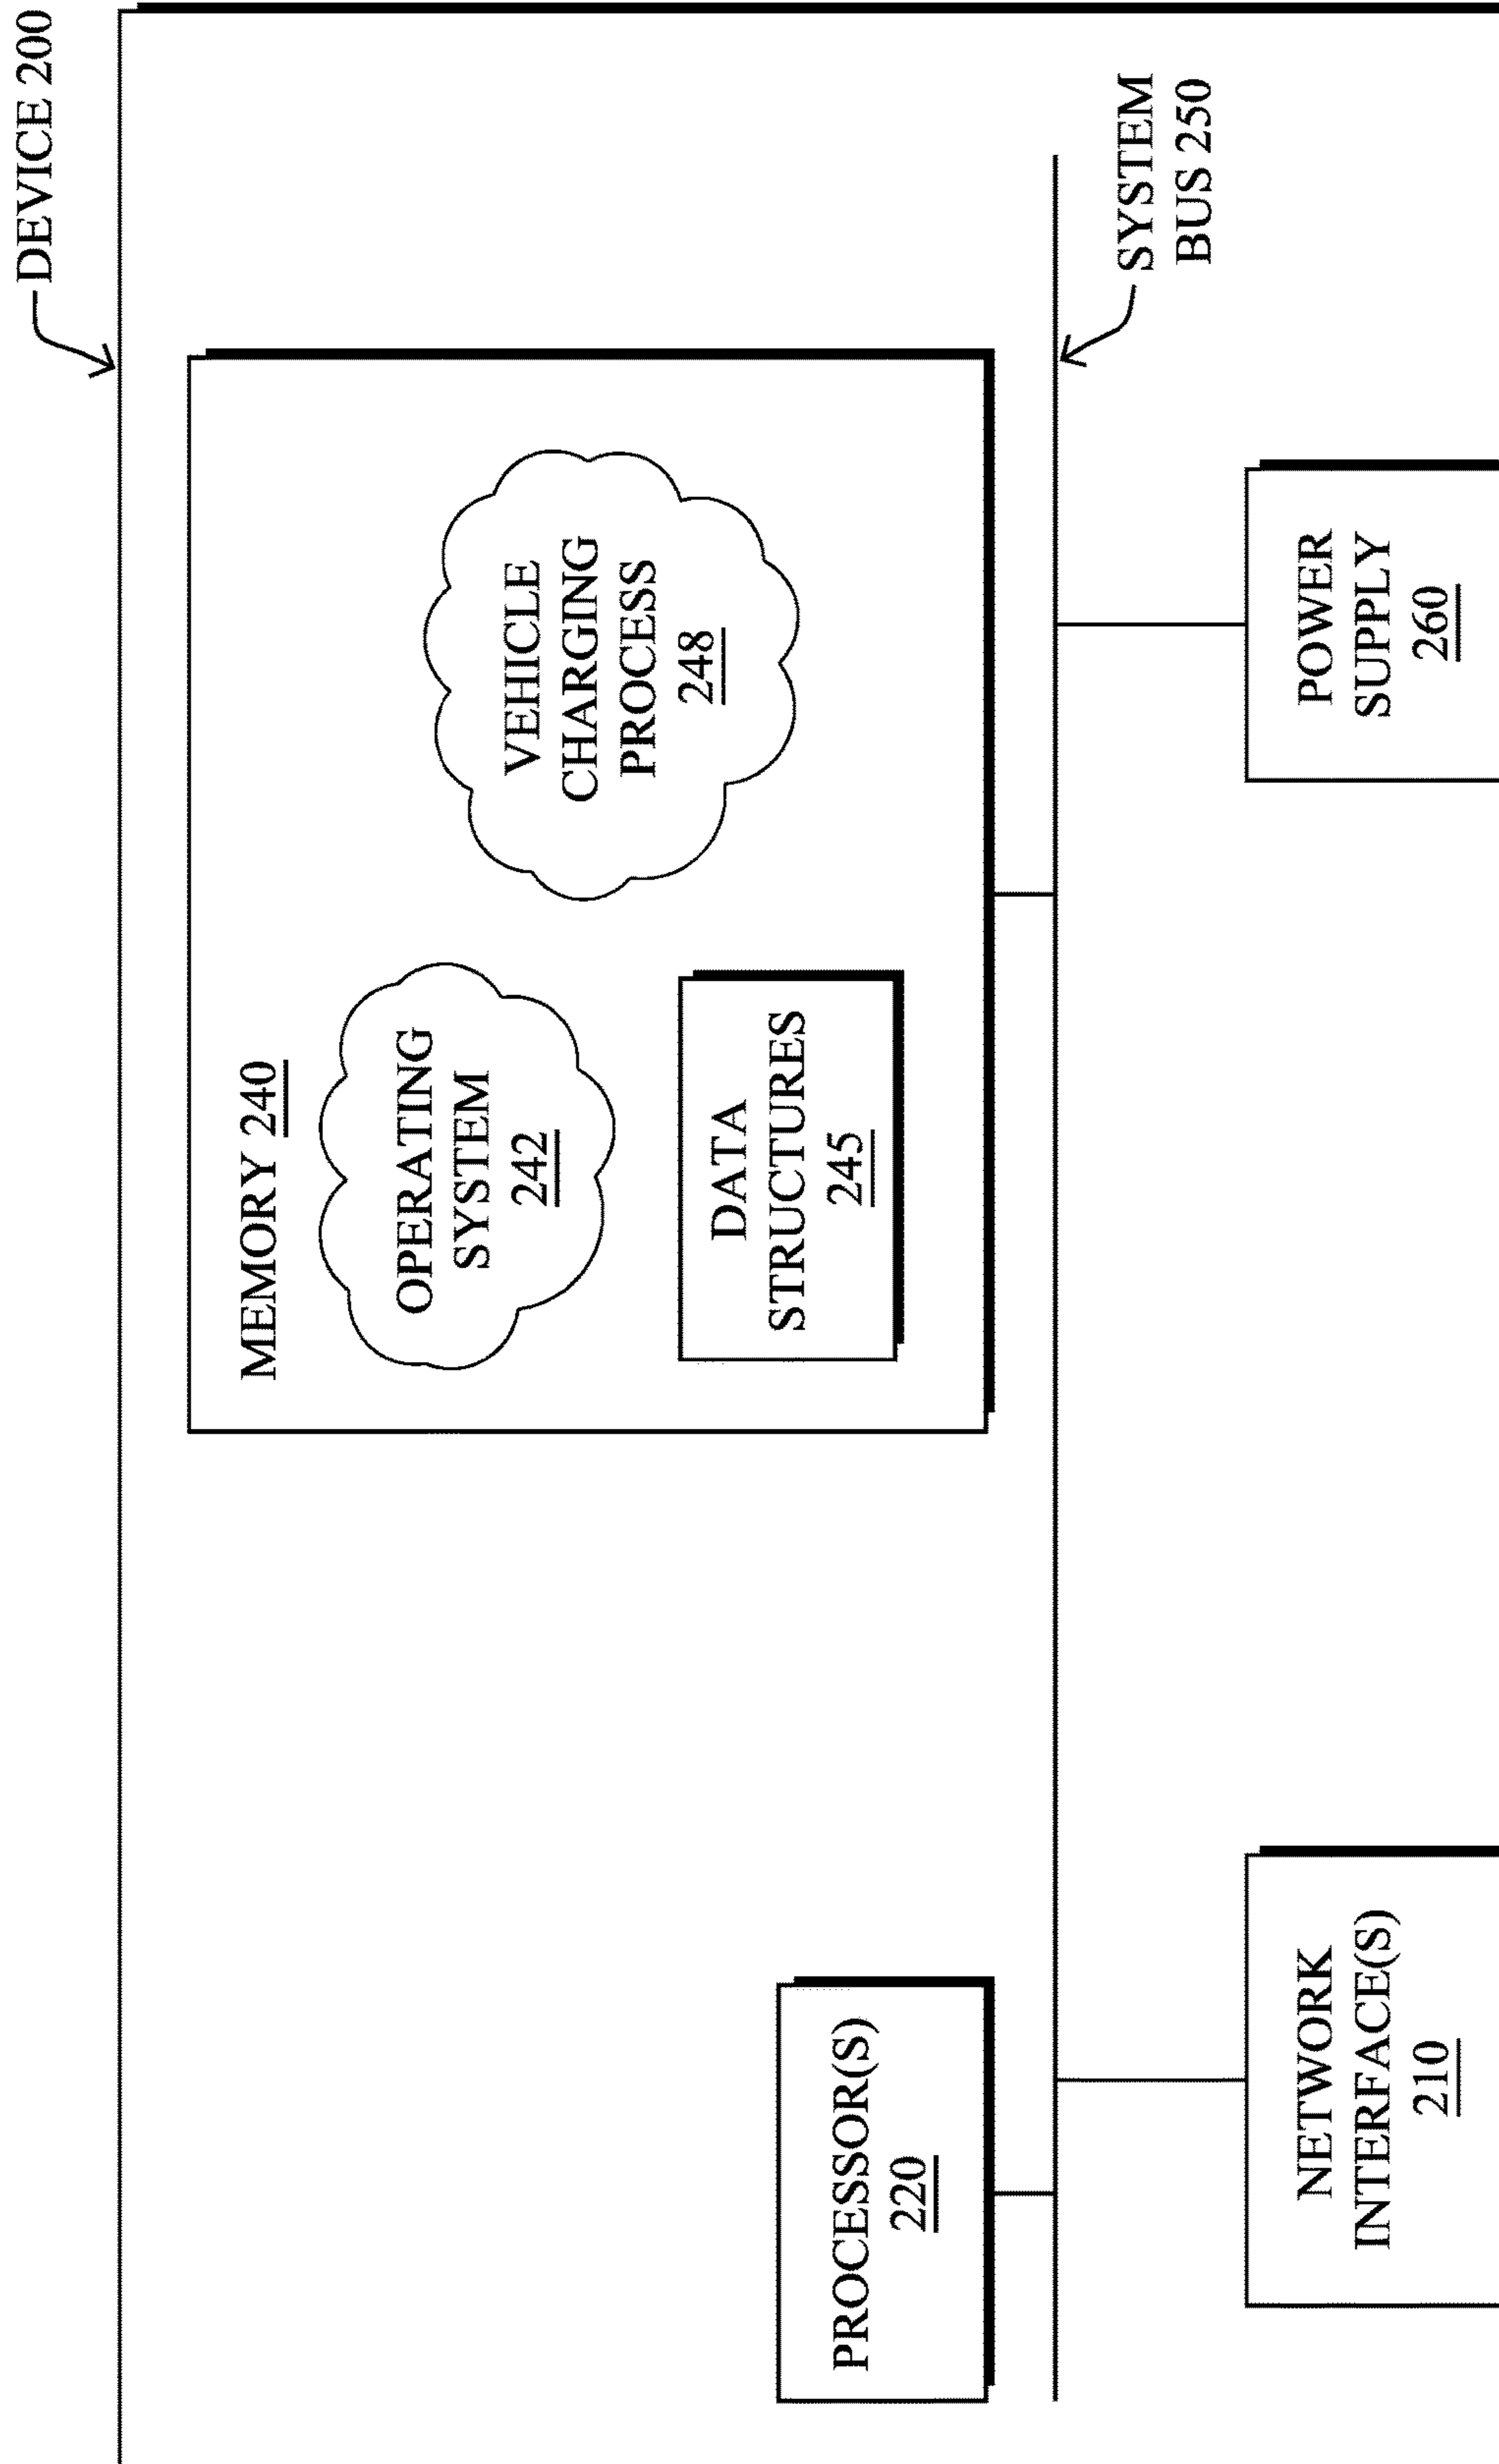 DEVICE 200
MEMORY 240
OPERATING
SYSTEM
242
VEHICLE
CHARGING
PROCESS
248
DATA
STRUCTURES
245
PROCESSOR(S)
220
SYSTEM
BUS 250
NETWORK
INTERFACE(S)
210
POWER
SUPPLY
260